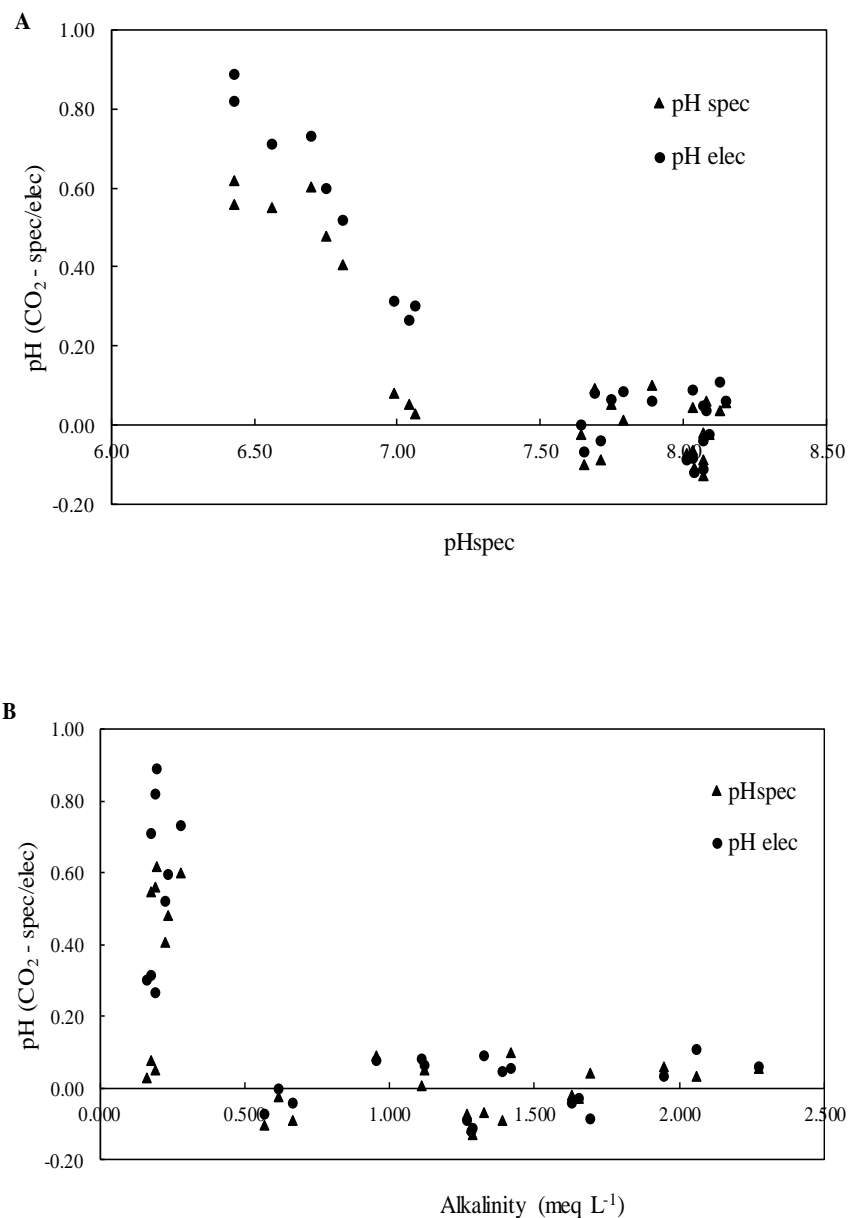 A
1.00
0.80
0.60
0.40
0.20
0.00
-0.20
6.00
6.50
7.00
7.50
8.00
8.50
pH (CO₂ - spec/elec)
pH spec
pH elec
pHspec
B
1.00
0.80
0.60
0.40
0.20
0.00
-0.20
0.000
0.500
1.000
1.500
2.000
2.500
pH (CO₂ - spec/elec)
pHspec
pH elec
Alkalinity (meq L⁻¹)